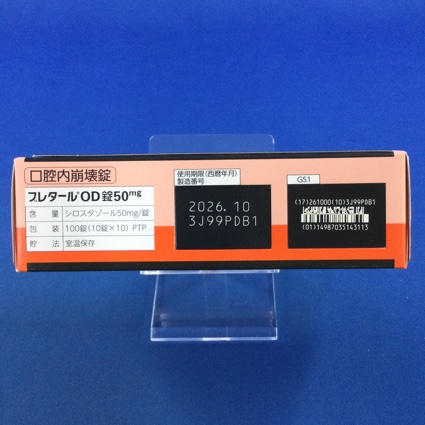 口腔内崩壊錠
プレタール®OD錠50mg
含 量 シロスタゾール50mg/錠
包 装 100錠(10錠×10) PTP
貯 法 室温保存
使用期限(西暦年月)
製造番号
2026.10
3J99PDB1
GS1
(17)261000(10)3J99PDB1
(01)14987035143113